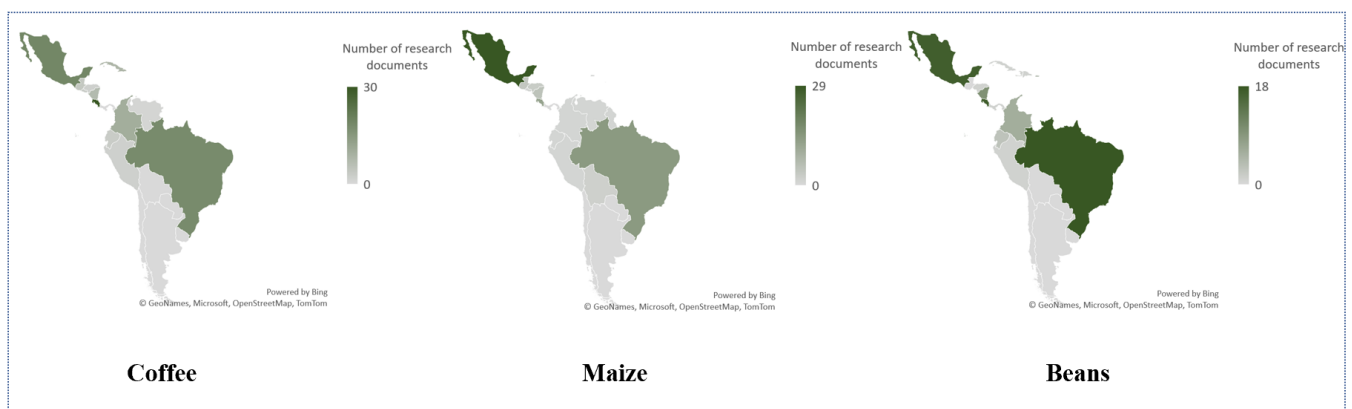 Number of research
documents
30
0
Powered by Bing
© GeoNames, Microsoft, OpenStreetMap, TomTom
Coffee
Number of research
documents
29
0
Powered by Bing
© GeoNames, Microsoft, OpenStreetMap, TomTom
Maize
Number of research
documents
18
0
Powered by Bing
© GeoNames, Microsoft, OpenStreetMap, TomTom
Beans